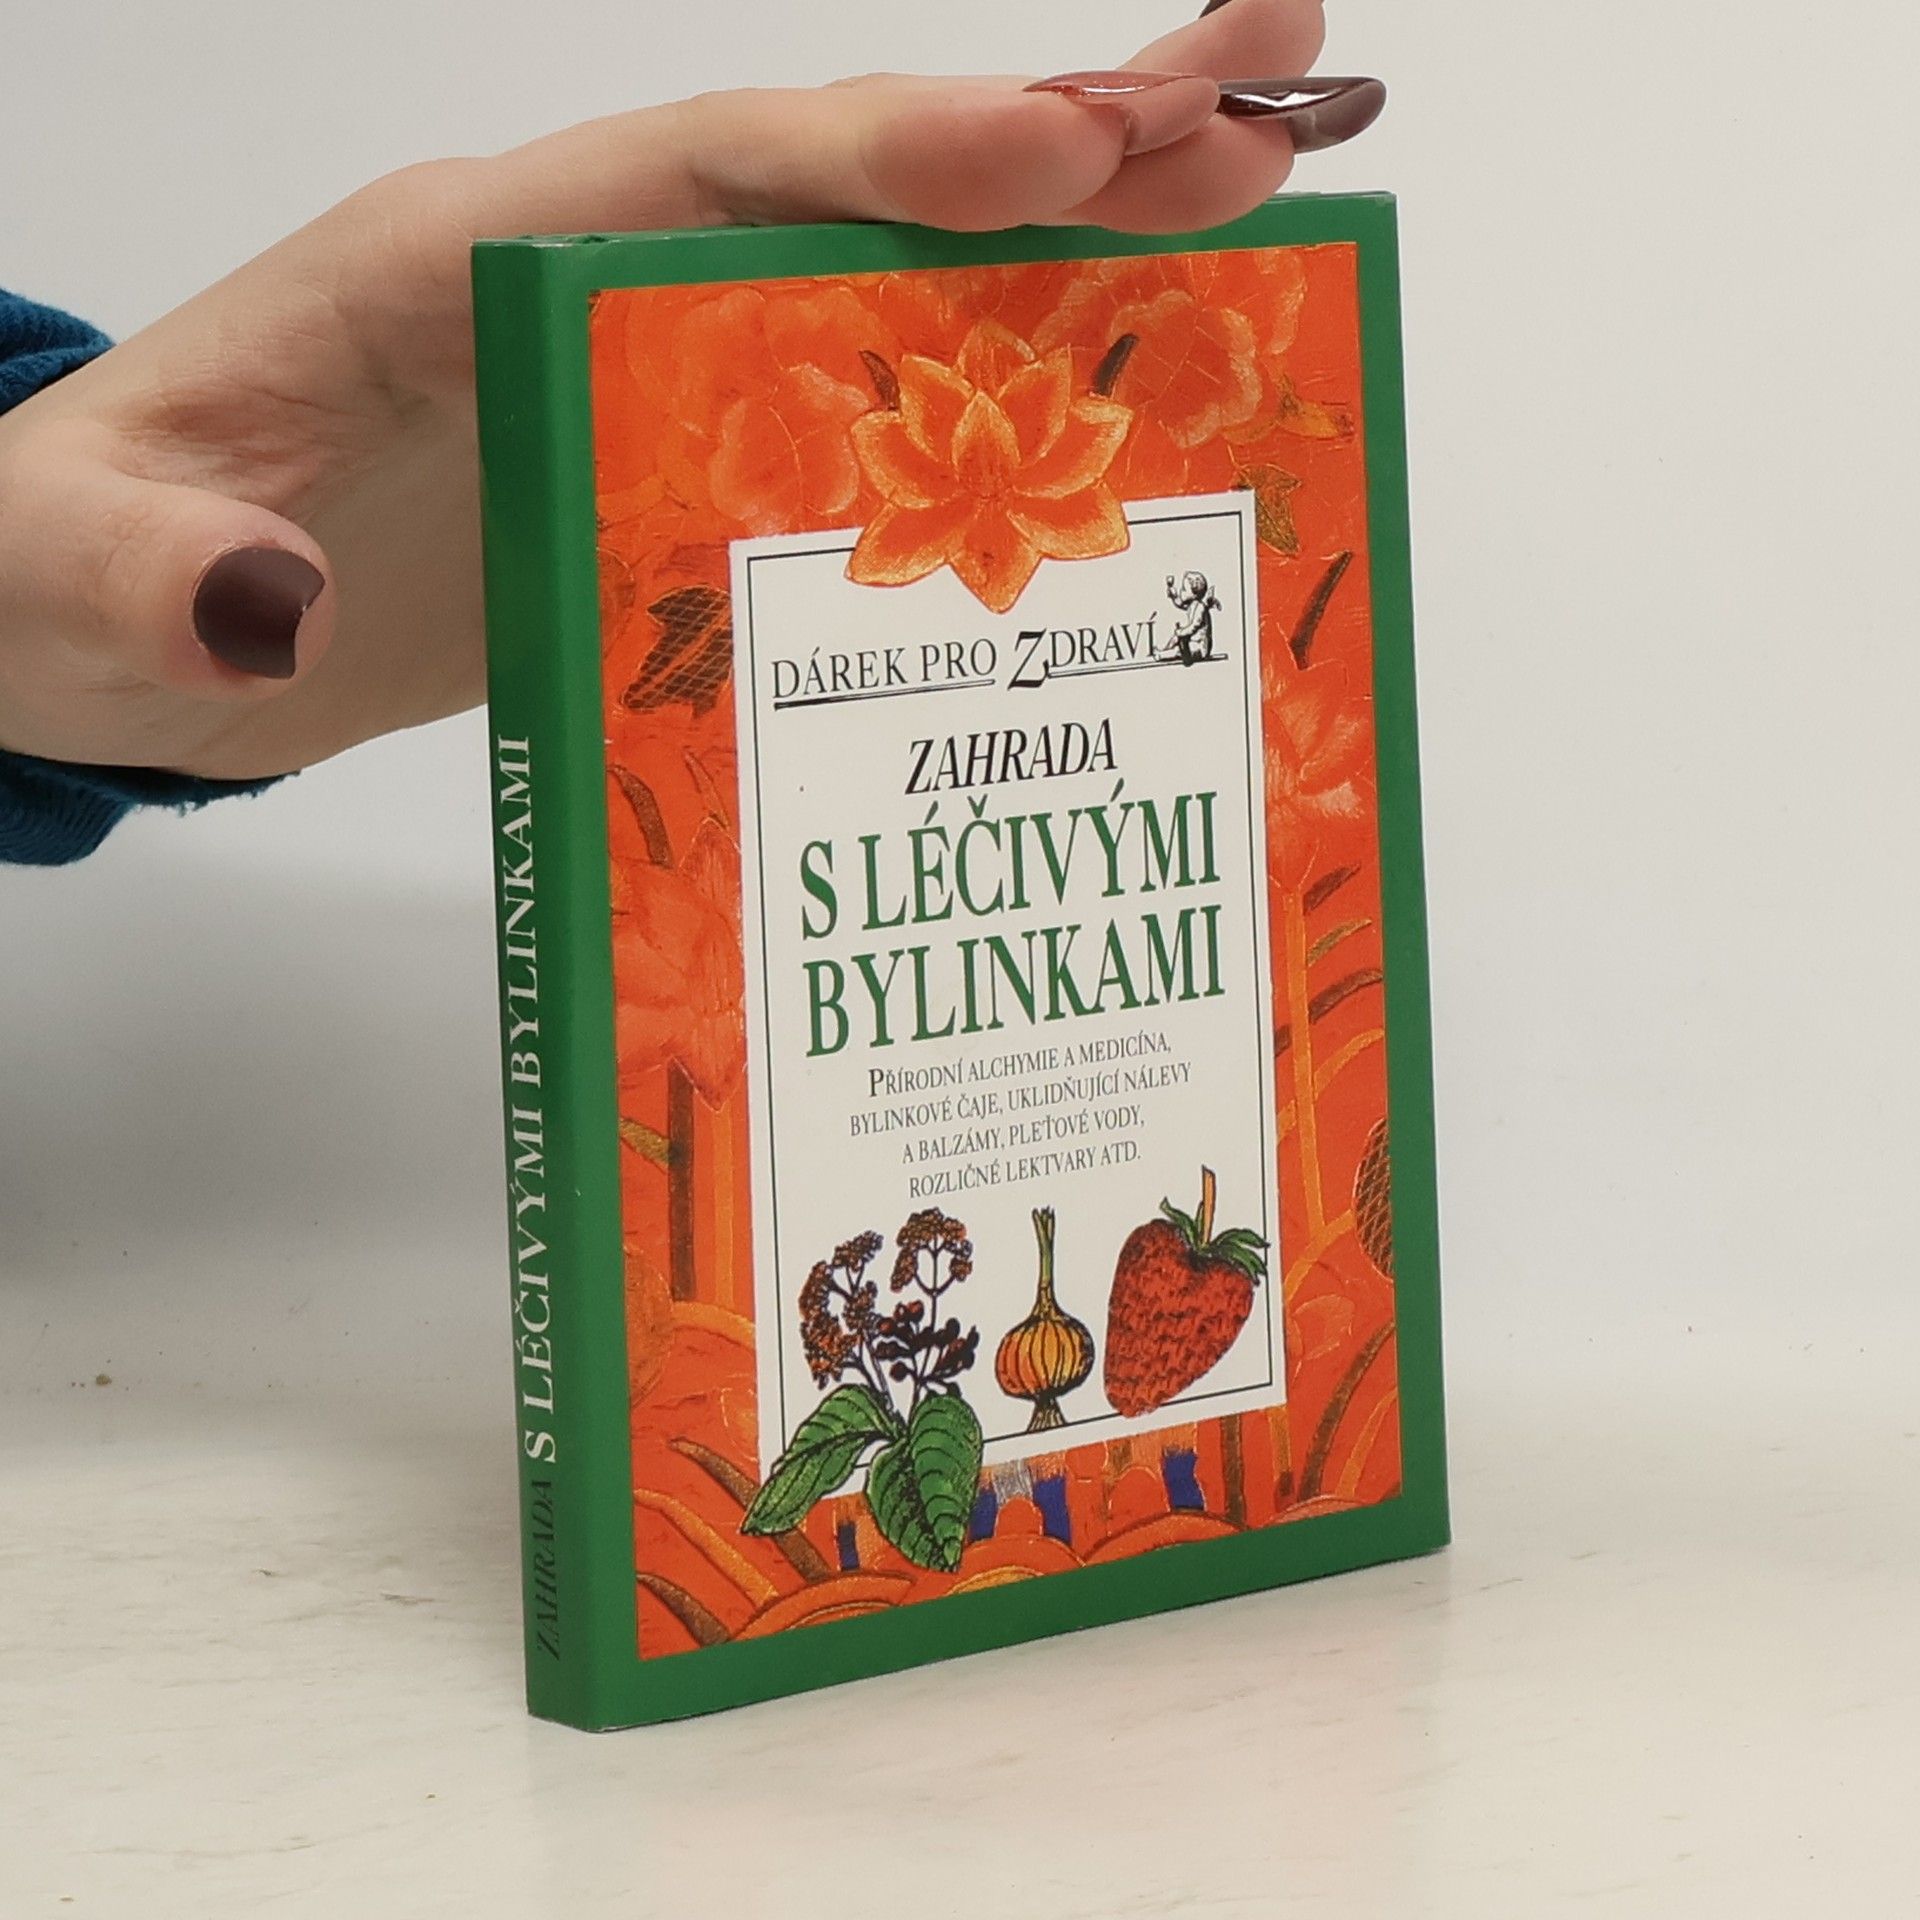 DÁREK PRO ZDRAVÍ
ZAHRADA
S LÉČIVÝMI
BYLINKAMI
PŘÍRODNÍ ALCHYMIE A MEDICÍNA,
BYLINKOVÉ ČAJE, UKLIDŇUJÍCÍ NÁLEVY
A BALZÁMY, PLEŤOVÉ VODY,
ROZLIČNÉ LEKTVARY ATD.
ZAHRADA S LÉČIVÝMI BYLINKAMI